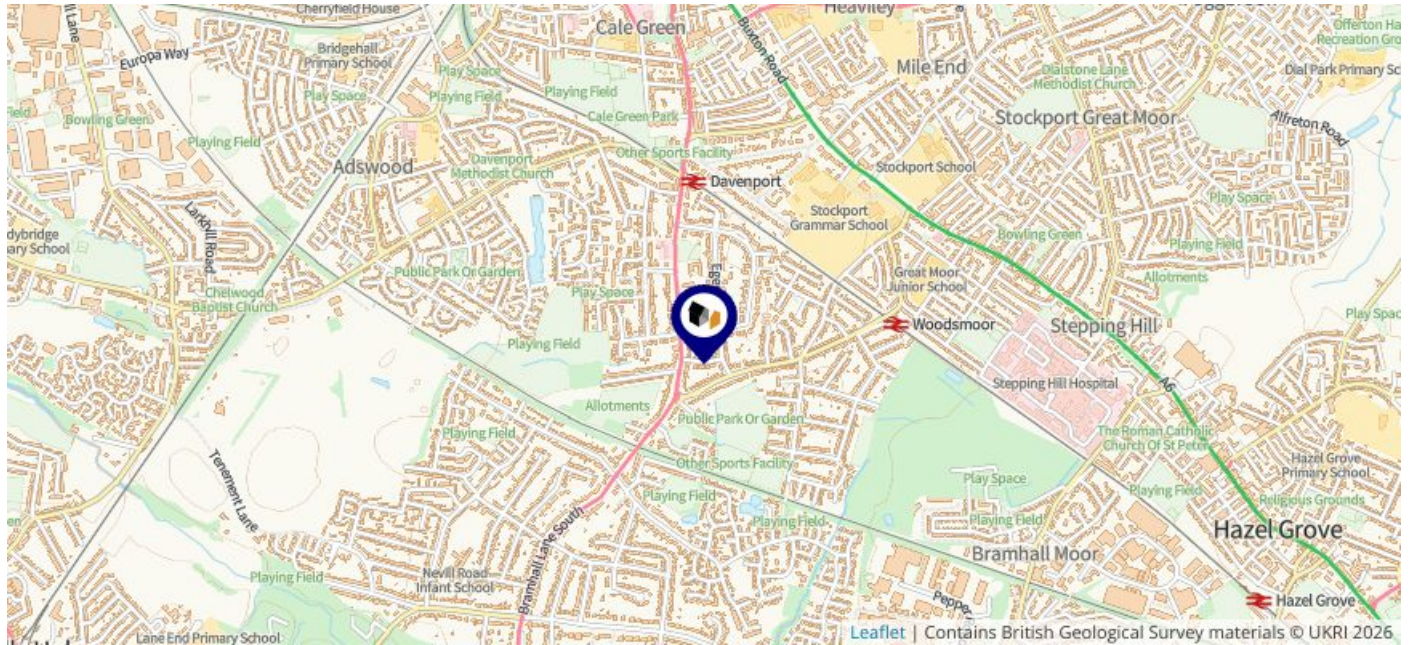 Cherryfield House
Cale Green
Heaviley
Offerton Ha
Recreation Gro
Europa Way
Bridgehall
Primary School
Buxton Road
Mile End
Dialstone Lane
Methodist Church
Dial Park Primary Sc
Play Space
Playing Field
Play Space
Playing Field
Bowling Green
Cale Green Park
Stockport Great Moor
Alfreton Road
Playing Field
Adswood
Davenport
Methodist Church
Other Sports Facility
Stockport School
Davenport
Play Space
Larkhill Road
Stockport
Grammar School
dybridge
ary School
Bowling Green
Playing Field
Public Park Or Garden
Ege
Great Moor
Junior School
Allotments
Chelwood
Baptist Church
Play Space
Woodsmoor
Stepping Hill
Play Spac
Playing Field
Stepping Hill Hospital
A6
Allotments
Public Park Or Garden
Playing Field
The Roman Catholic
Church Of St Peter
Tenement Lane
Other Sports Facility
Hazel Grove
Primary School
Play Space
Playing Field
Playing Field
Religious Grounds
Bramhall Lane South
Playing Field
Playing Field
Hazel Grove
Bramhall Moor
Nevill Road
Infant School
Playing Field
Pepper
Hazel Grove
Lane End Primary School
Leaflet | Contains British Geological Survey materials © UKRI 2026